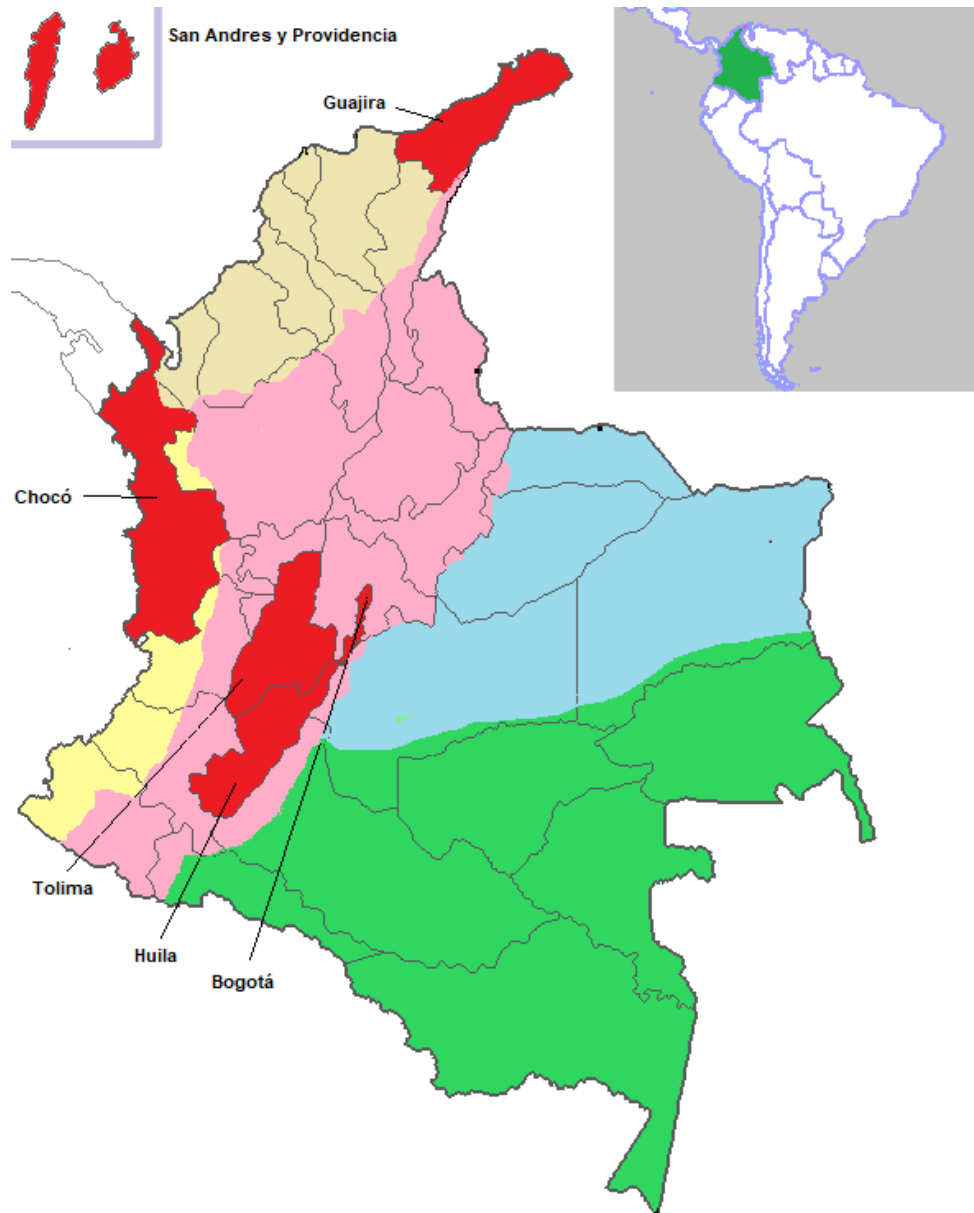 San Andres y Providencia
Guajira
Chocó
Tolima
Huila
Bogotá